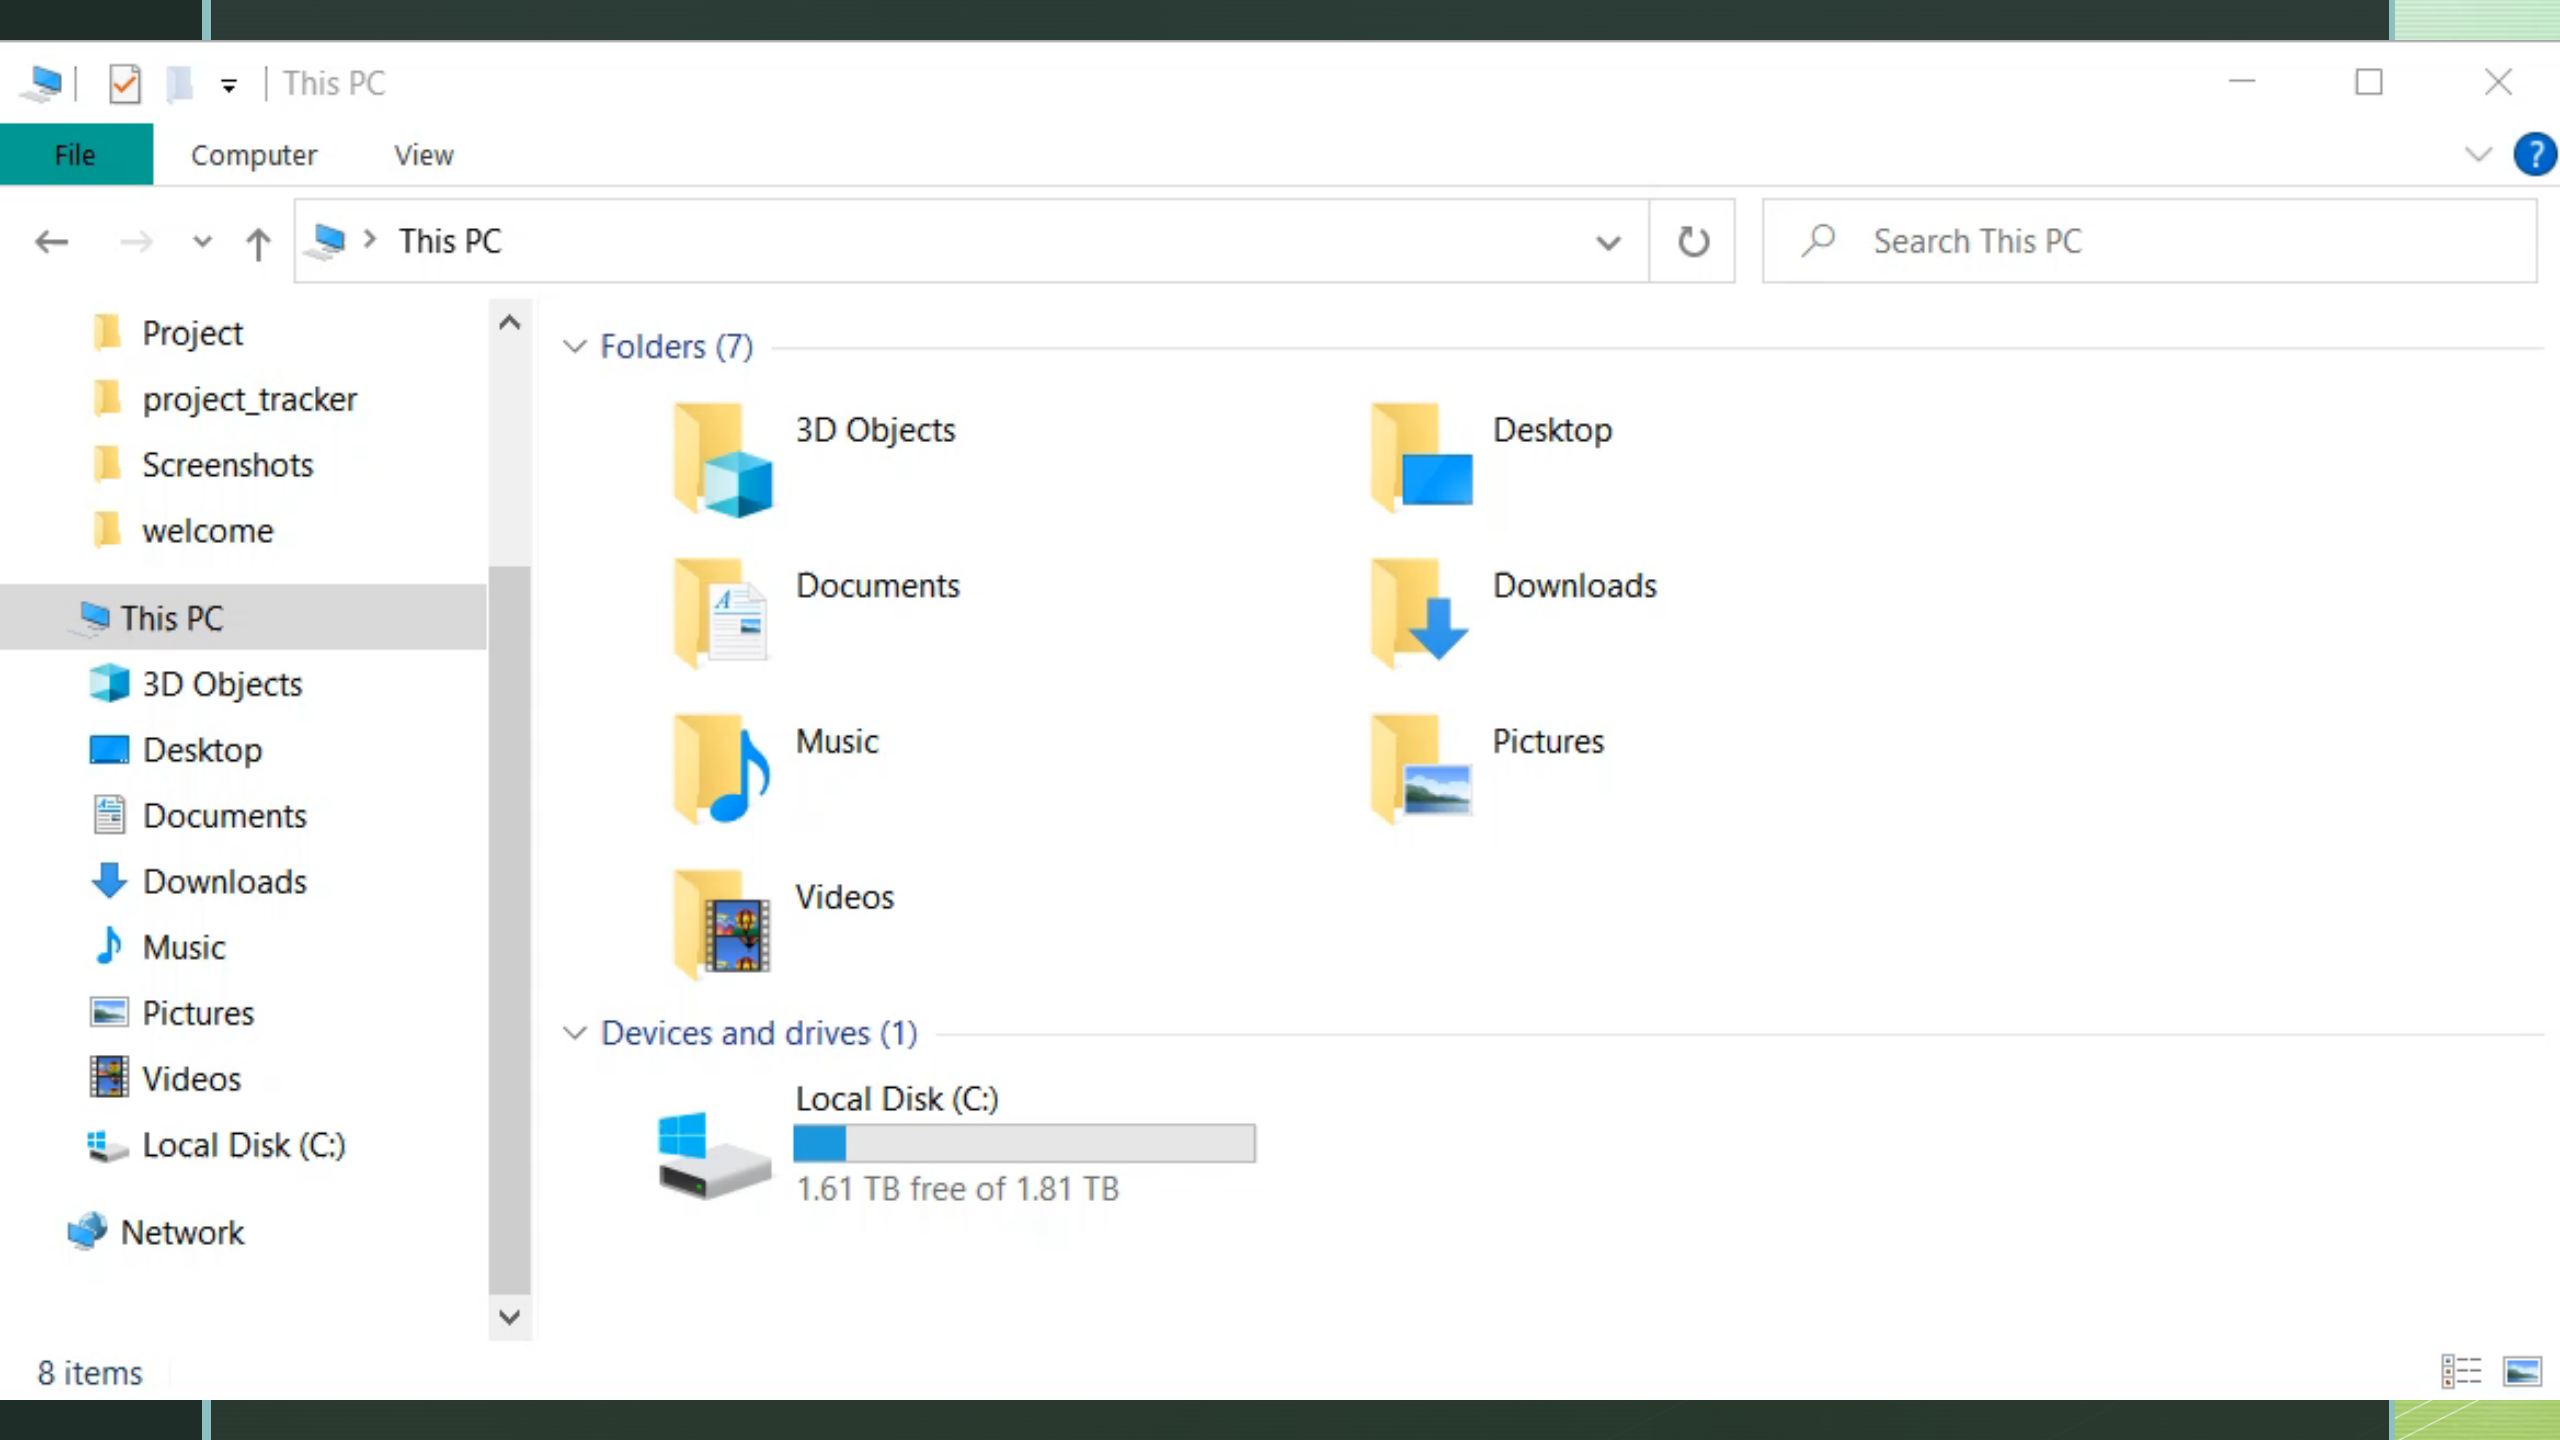 This PC
File Computer View
This PC
Search This PC
Project
project_tracker
Screenshots
welcome
This PC
3D Objects
Desktop
Documents
Downloads
Music
Pictures
Videos
Local Disk (C:)
Network
Folders (7)
3D Objects
Desktop
Documents
Downloads
Music
Pictures
Videos
Devices and drives (1)
Local Disk (C:)
1.61 TB free of 1.81 TB
8 items